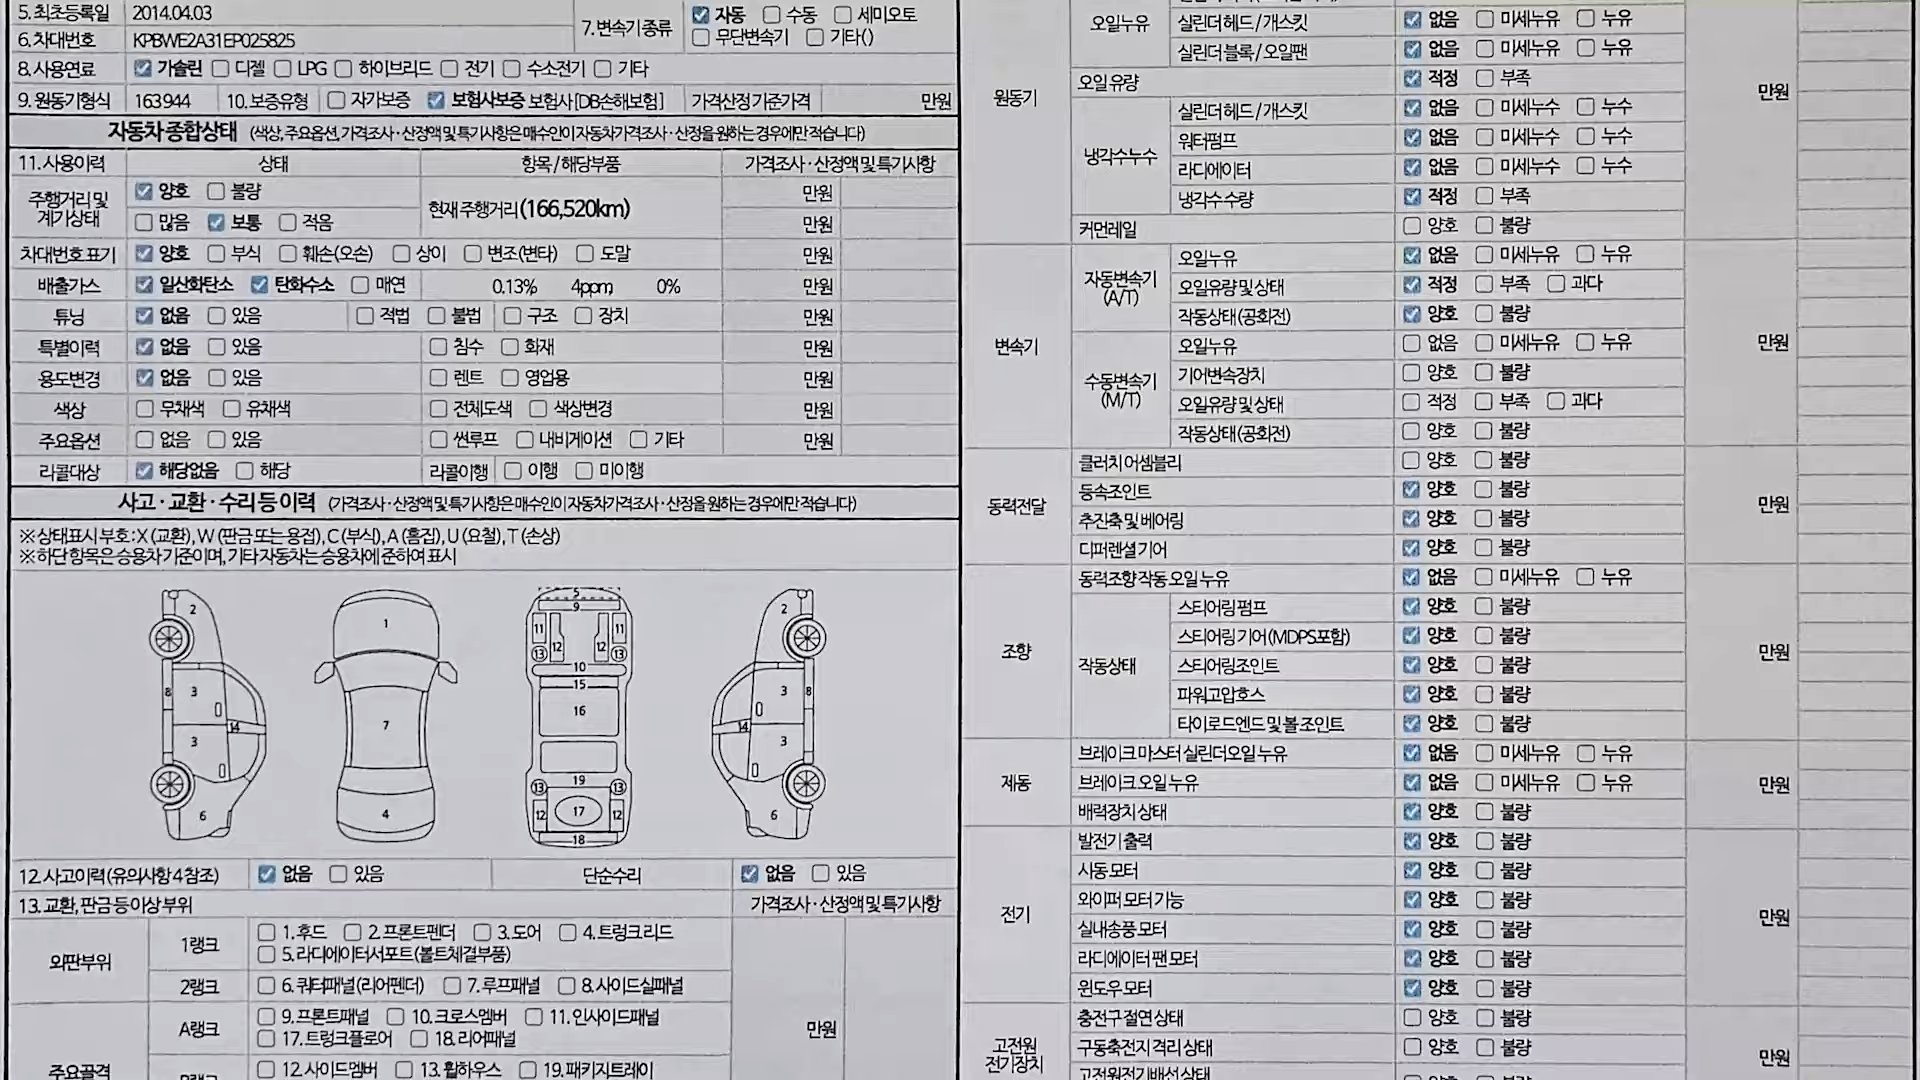 5. 최초등록일 2014.04.03 7. 변속기 종류 자동 수동 세미오토
6. 차대번호 KPBWE2A31EP025825 무단변속기 기타( )
8. 사용연료 가솔린 디젤 LPG 하이브리드 전기 수소전기 기타
9. 원동기형식 163944 10. 보증유형 자가보증 보험사보증 보험사 [DB손해보험] 가격산정 기준가격 만원
자동차 종합상태 (색상, 주요옵션, 가격조사·산정액 및 특기사항은 매수인이 자동차가격조사·산정을 원하는 경우에만 적습니다)
11. 사용이력 상태 항목 / 해당부품 가격조사·산정액 및 특기사항
주행거리 및 계기상태 양호 불량 현재 주행거리 (166,520km) 만원
많음 보통 적음 만원
차대번호 표기 양호 부식 훼손(오손) 상이 변조(변타) 도말 만원
배출가스 일산화탄소 탄화수소 매연 0.13% 4ppm 0% 만원
튜닝 없음 있음 적법 불법 구조 장치 만원
특별이력 없음 있음 침수 화재 만원
용도변경 없음 있음 렌트 영업용 만원
색상 무채색 유채색 전체도색 색상변경 만원
주요옵션 없음 있음 썬루프 내비게이션 기타 만원
리콜대상 해당없음 해당 리콜이행 이행 미이행
사고·교환·수리 등 이력 (가격조사·산정액 및 특기사항은 매수인이 자동차가격조사·산정을 원하는 경우에만 적습니다)
※ 상태표시 부호 : X (교환), W (판금 또는 용접), C (부식), A (흠집), U (요철), T (손상)
※ 하단 항목은 승용차 기준이며, 기타 자동차는 승용차에 준하여 표시
2 3 3 6 8 14
1 7 4
5 9 11 11 12 12 13 13 10 15 16 19 13 13 12 12 17 18
2 3 3 6 8 14
12. 사고이력 (유의사항 4 참조) 없음 있음 단순수리 없음 있음
13. 교환, 판금 등 이상 부위 가격조사·산정액 및 특기사항
외판부위 1랭크 1. 후드 2. 프론트펜더 3. 도어 4. 트렁크리드
5. 라디에이터서포트(볼트체결부품)
2랭크 6. 쿼터패널(리어펜더) 7. 루프패널 8. 사이드실패널
주요골격 A랭크 9. 프론트패널 10. 크로스멤버 11. 인사이드패널
17. 트렁크플로어 18. 리어패널 만원
12. 사이드멤버 13. 휠하우스 19. 패키지트레이
원동기 오일누유 실린더 헤드 / 개스킷 없음 미세누유 누유
실린더 블록 / 오일팬 없음 미세누유 누유
오일 유량 적정 부족 만원
냉각수누수 실린더 헤드 / 개스킷 없음 미세누수 누수
워터펌프 없음 미세누수 누수
라디에이터 없음 미세누수 누수
냉각수 수량 적정 부족
커먼레일 양호 불량
변속기 자동변속기 (A/T) 오일누유 없음 미세누유 누유
오일유량 및 상태 적정 부족 과다
작동상태 (공회전) 양호 불량
수동변속기 (M/T) 오일누유 없음 미세누유 누유 만원
기어변속장치 양호 불량
오일유량 및 상태 적정 부족 과다
작동상태 (공회전) 양호 불량
동력전달 클러치 어셈블리 양호 불량
등속조인트 양호 불량 만원
추진축 및 베어링 양호 불량
디퍼렌셜 기어 양호 불량
조향 동력조향 작동 오일 누유 없음 미세누유 누유
작동상태 스티어링 펌프 양호 불량
스티어링 기어 (MDPS포함) 양호 불량 만원
스티어링조인트 양호 불량
파워고압호스 양호 불량
타이로드엔드 및 볼 조인트 양호 불량
제동 브레이크 마스터 실린더오일 누유 없음 미세누유 누유
브레이크 오일 누유 없음 미세누유 누유 만원
배력장치 상태 양호 불량
전기 발전기 출력 양호 불량
시동 모터 양호 불량
와이퍼 모터 기능 양호 불량
실내송풍 모터 양호 불량 만원
라디에이터 팬 모터 양호 불량
윈도우 모터 양호 불량
고전원 전기장치 충전구 절연 상태 양호 불량
구동축전지 격리 상태 양호 불량 만원
고전원전기배선 상태